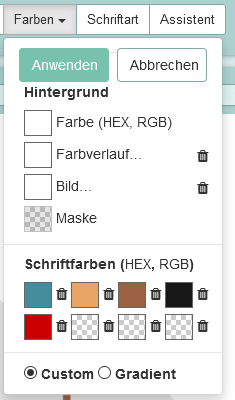 Farben Schriftart Assistent
Anwenden Abbrechen
Hintergrund
Farbe (HEX, RGB)
Farbverlauf...
Bild...
Maske
Schriftfarben (HEX, RGB)
Custom Gradient